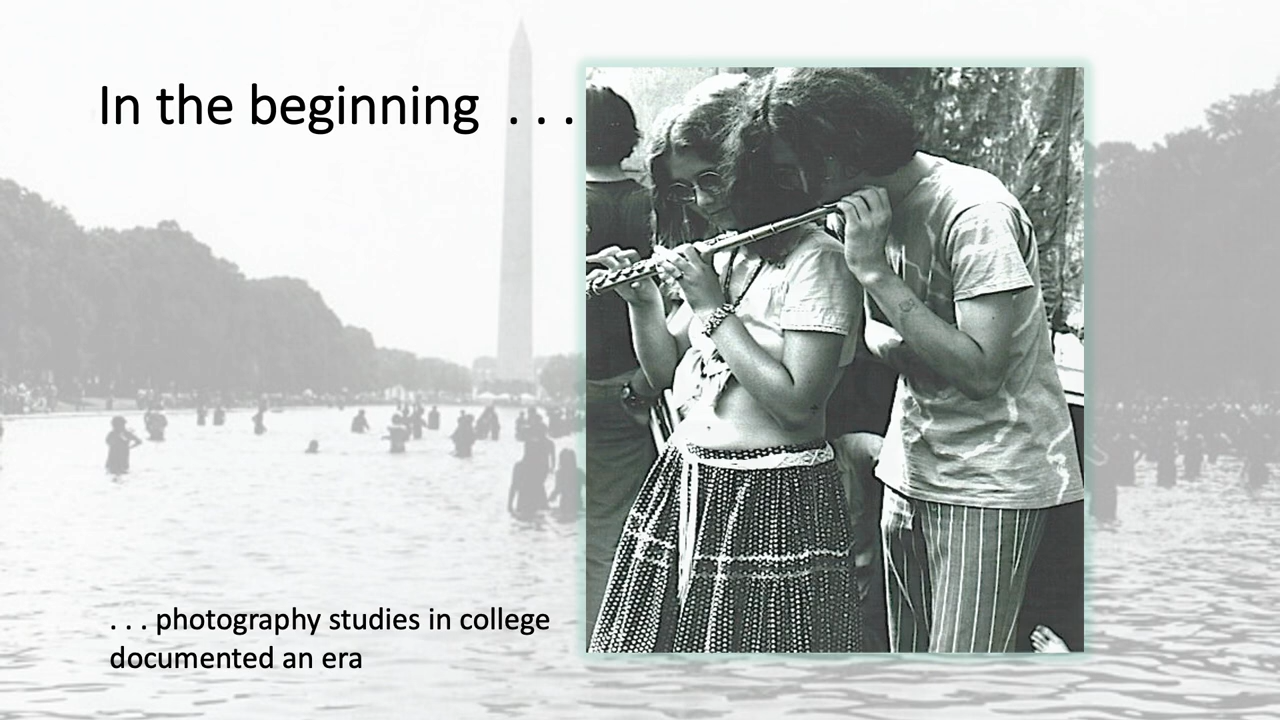 In the beginning . . .
. . . photography studies in college
documented an era